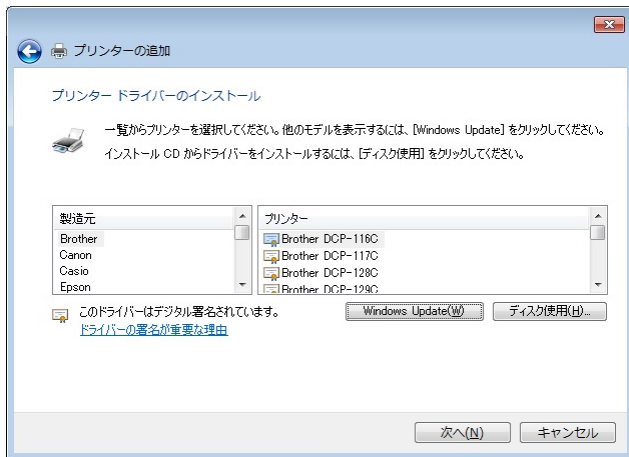 プリンターの追加
プリンター ドライバーのインストール
一覧からプリンターを選択してください。他のモデルを表示するには、[Windows Update] をクリックしてください。
インストール CD からドライバーをインストールするには、[ディスク使用] をクリックしてください。
製造元
Brother
Canon
Casio
Epson
プリンター
Brother DCP-116C
Brother DCP-117C
Brother DCP-128C
Brother DCP-129C
このドライバーはデジタル署名されています。
ドライバーの署名が重要な理由
Windows Update(W)
ディスク使用(H)...
次へ(N)
キャンセル